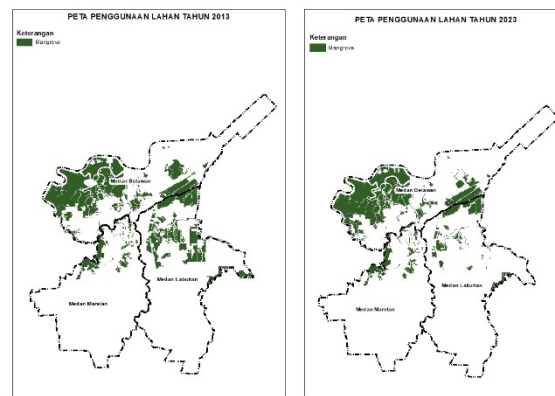 PETA PENGGUNAAN LAHAN TAHUN 2013
Keterangan
Mangrove
Medan Belawan
Medan Labuhan
Medan Marelan
PETA PENGGUNAAN LAHAN TAHUN 2023
Keterangan
Mangrove
Medan Belawan
Medan Labuhan
Medan Marelan